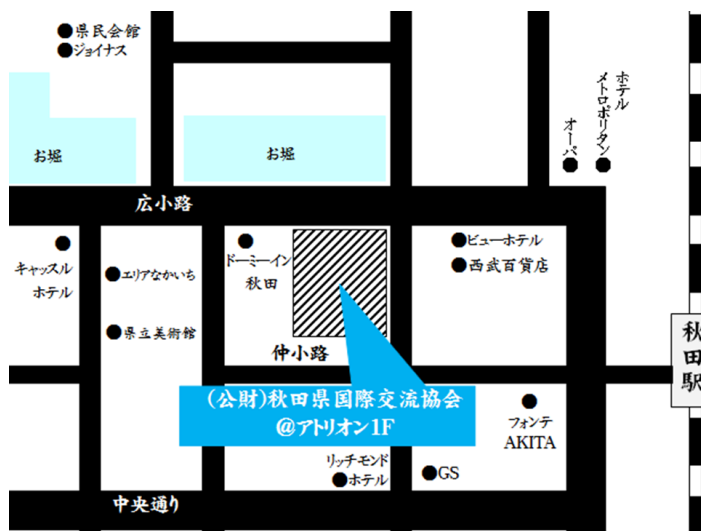 ●県民会館
●ジョイナス
ホテル
メトロポリタン●
オーパ●
お堀
お堀
広小路
●
キャッスル
ホテル
●エリアなかいち
●県立美術館
●
ドーミーイン
秋田
●ビューホテル
●西武百貨店
仲小路
秋田駅
(公財)秋田県国際交流協会
@アトリオン1F
●
フォンテ
AKITA
リッチモンド
●ホテル
●GS
中央通り